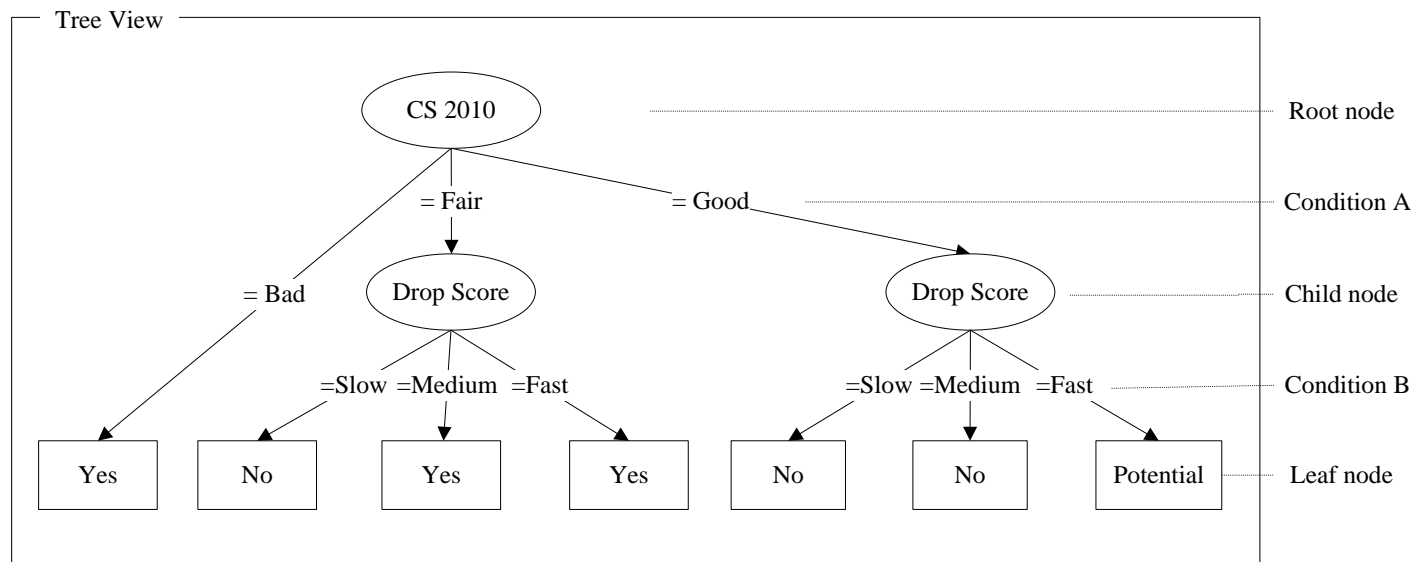 Tree View
CS 2010
Root node
= Fair
= Good
Condition A
= Bad
Drop Score
Drop Score
Child node
=Slow =Medium =Fast
=Slow =Medium =Fast
Condition B
Yes
No
Yes
Yes
No
No
Potential
Leaf node